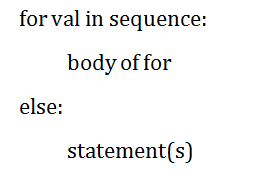 for val in sequence:
body of for
else:
statement(s)